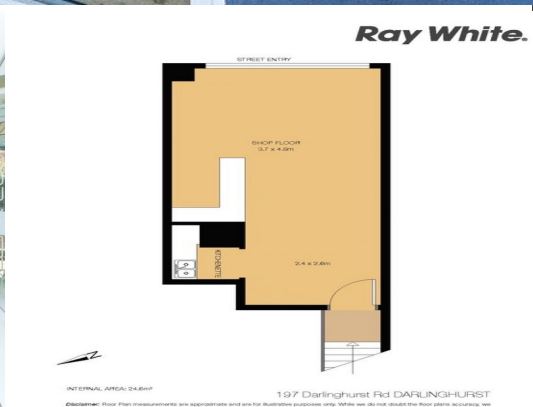 Ray White.
STREET ENTRY
SHOP FLOOR
3.7 x 4.9m
KITCHENETTE
2.4 x 2.6m
Z
INTERNAL AREA: 24.6m²
197 Darlinghurst Rd DARLINGHURST
Disclaimer: Floor Plan measurements are approximate and are for illustrative purposes only. While we do not doubt the floor plans accuracy, we